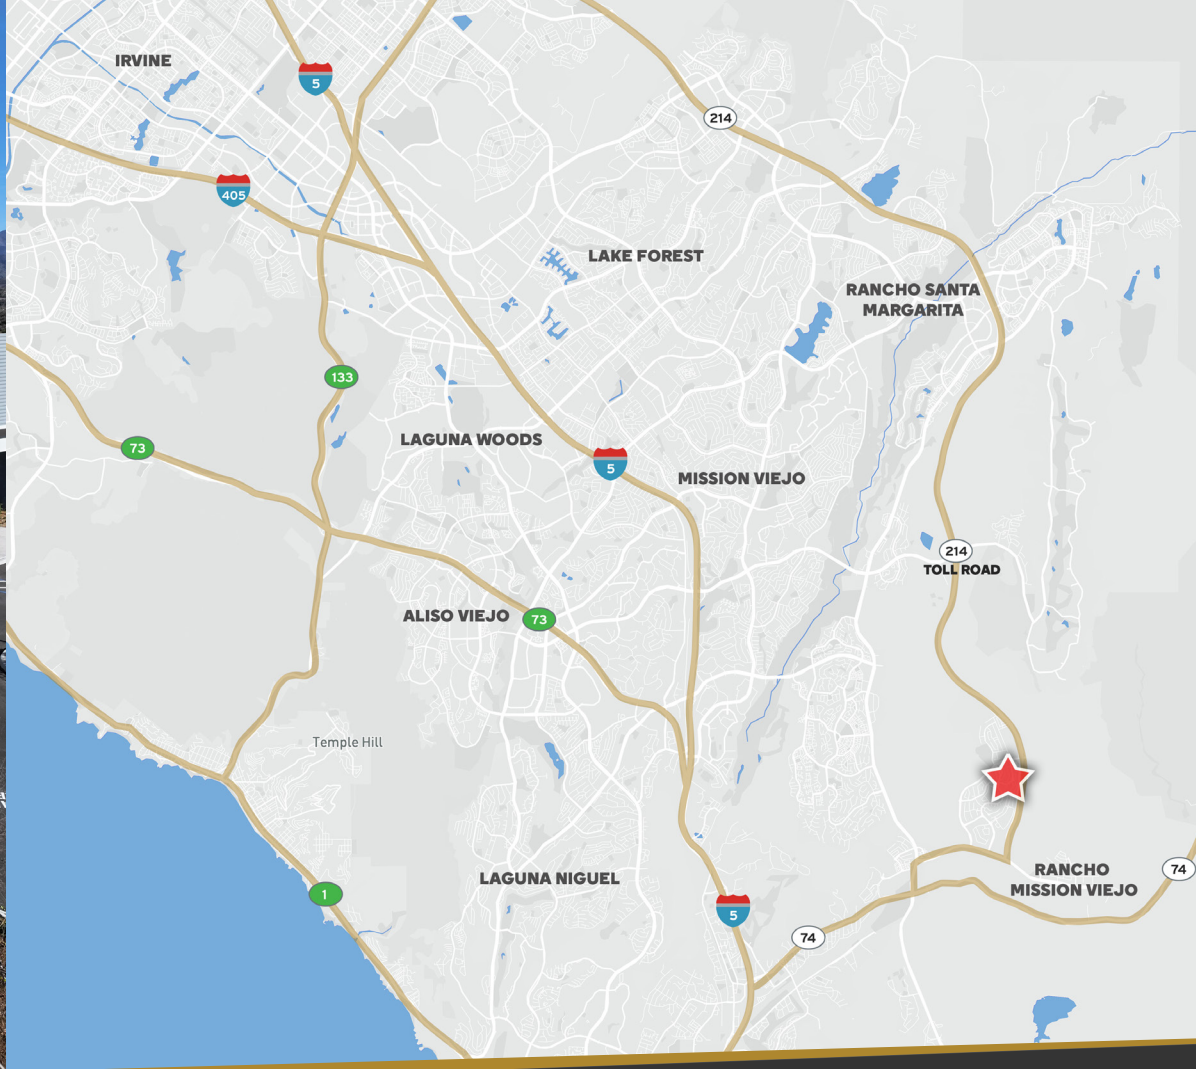 IRVINE
5
214
405
LAKE FOREST
RANCHO SANTA
MARGARITA
133
73
LAGUNA WOODS
5
MISSION VIEJO
214
TOLL ROAD
ALISO VIEJO
73
Temple Hill
RANCHO
MISSION VIEJO
74
LAGUNA NIGUEL
1
5
74